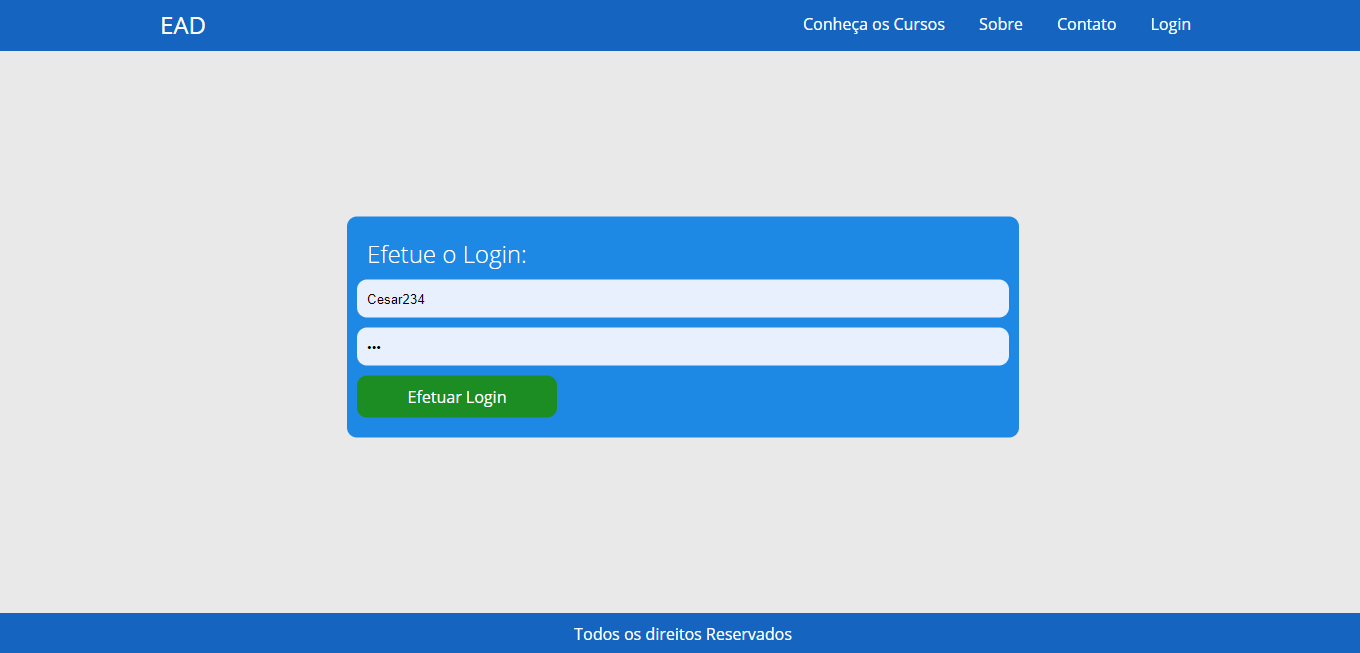 EAD
Conheça os Cursos Sobre Contato Login
Efetue o Login:
Cesar234
•••
Efetuar Login
Todos os direitos Reservados